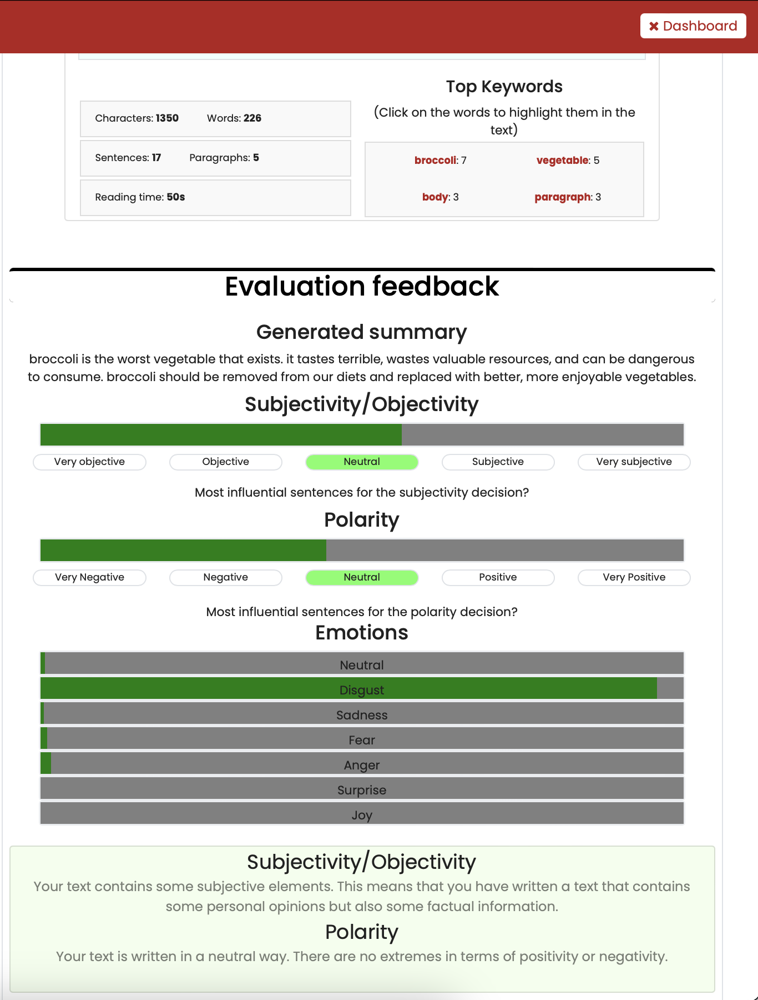 ✖ Dashboard
Top Keywords
(Click on the words to highlight them in the
text)
Characters: 1350 Words: 226
Sentences: 17 Paragraphs: 5
Reading time: 50s
broccoli: 7 vegetable: 5
body: 3 paragraph: 3
Evaluation feedback
Generated summary
broccoli is the worst vegetable that exists. it tastes terrible, wastes valuable resources, and can be dangerous
to consume. broccoli should be removed from our diets and replaced with better, more enjoyable vegetables.
Subjectivity/Objectivity
Very objective Objective Neutral Subjective Very subjective
Most influential sentences for the subjectivity decision?
Polarity
Very Negative Negative Neutral Positive Very Positive
Most influential sentences for the polarity decision?
Emotions
Neutral
Disgust
Sadness
Fear
Anger
Surprise
Joy
Subjectivity/Objectivity
Your text contains some subjective elements. This means that you have written a text that contains
some personal opinions but also some factual information.
Polarity
Your text is written in a neutral way. There are no extremes in terms of positivity or negativity.